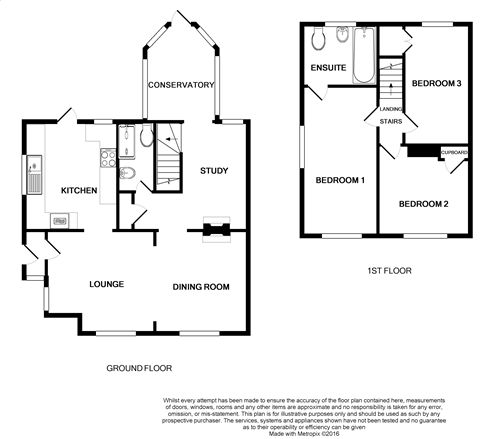 CONSERVATORY
KITCHEN
STUDY
LOUNGE
DINING ROOM
GROUND FLOOR
ENSUITE
BEDROOM 3
LANDING
STAIRS
CUPBOARD
BEDROOM 1
BEDROOM 2
1ST FLOOR
Whilst every attempt has been made to ensure the accuracy of the floor plan contained here, measurements
of doors, windows, rooms and any other items are approximate and no responsibility is taken for any error,
omission, or mis-statement. This plan is for illustrative purposes only and should be used as such by any
prospective purchaser. The services, systems and appliances shown have not been tested and no guarantee
as to their operability or efficiency can be given
Made with Metropix ©2016